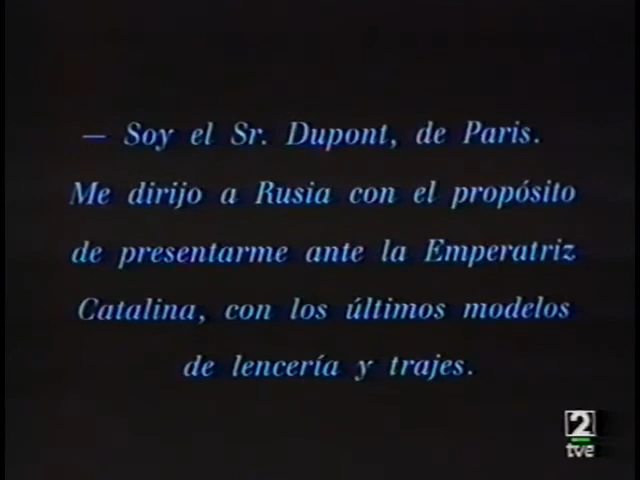 — Soy el Sr. Dupont, de Paris.
Me dirijo a Rusia con el propósito
de presentarme ante la Emperatriz
Catalina, con los últimos modelos
de lencería y trajes.
2
tve